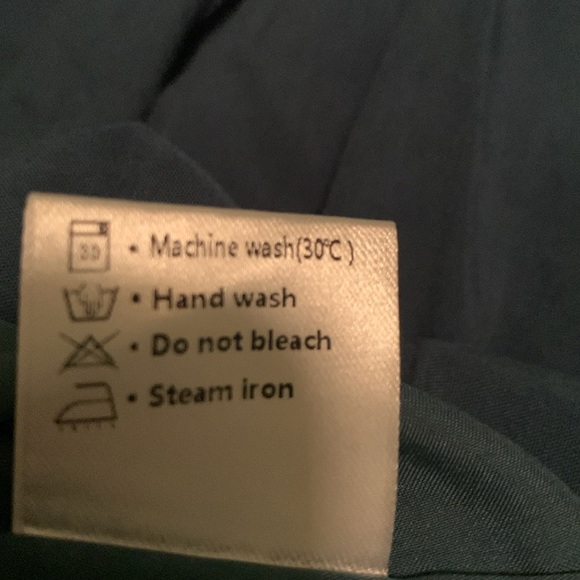 30 • Machine wash(30℃)
• Hand wash
• Do not bleach
• Steam iron